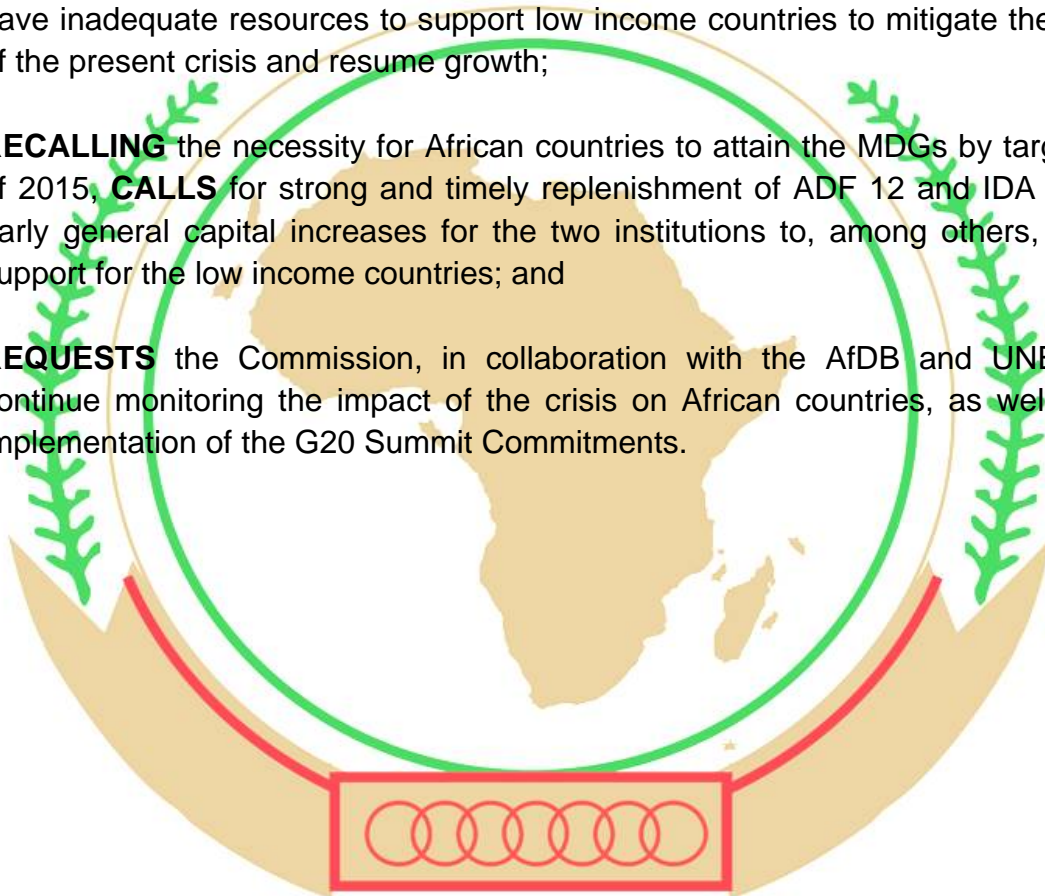 ave inadequate resources to support low income countries to mitigate the
f the present crisis and resume growth;
ECALLING the necessity for African countries to attain the MDGs by targ
f 2015, CALLS for strong and timely replenishment of ADF 12 and IDA
arly general capital increases for the two institutions to, among others,
upport for the low income countries; and
EQUESTS the Commission, in collaboration with the AfDB and UNE
ontinue monitoring the impact of the crisis on African countries, as wel
mplementation of the G20 Summit Commitments.